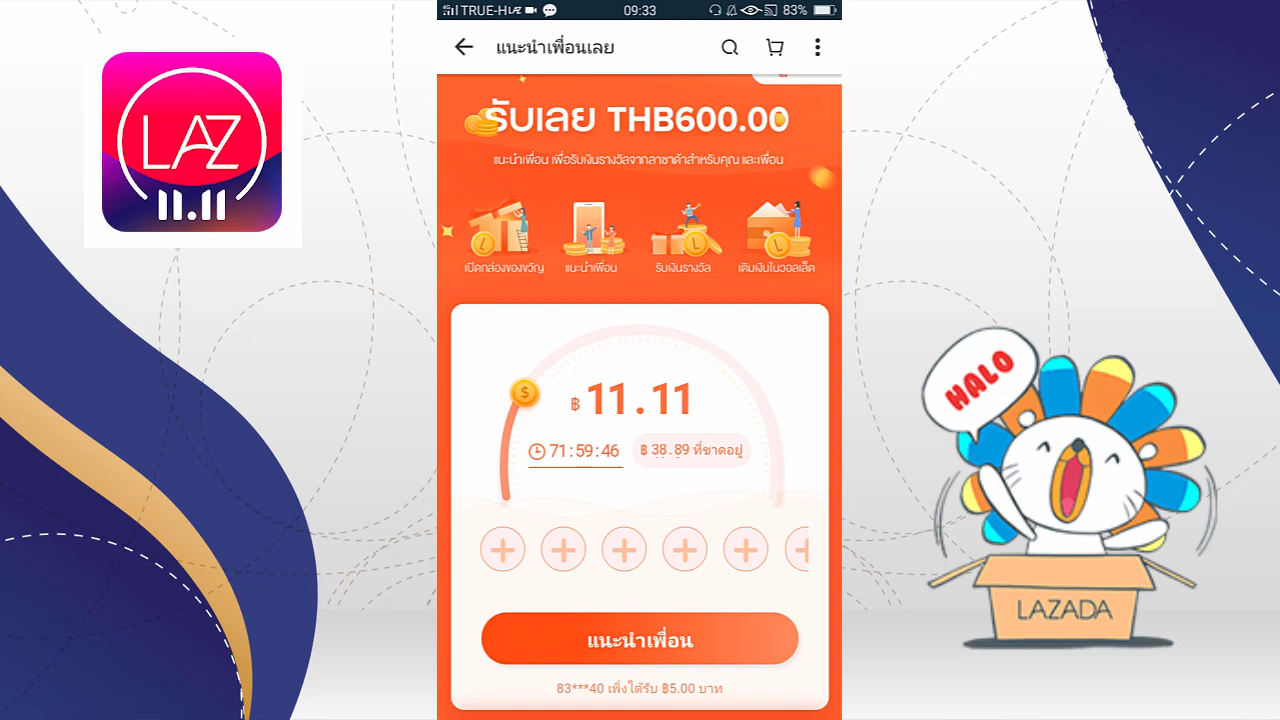 LAZ
11.11
TRUE-H LAZ 09:33 83%
แนะนำเพื่อนเลย
รับเลย THB600.00
แนะนำเพื่อน เพื่อรับเงินรางวัลจากลาซาด้าสำหรับคุณ และเพื่อน
เปิดกล่องของขวัญ แนะนำเพื่อน รับเงินรางวัล เติมเงินในวอลเล็ต
฿ 11.11
71:59:46 ฿ 38.89 ที่ขาดอยู่
แนะนำเพื่อน
83***40 เพิ่งได้รับ ฿5.00 บาท
HALO
LAZADA